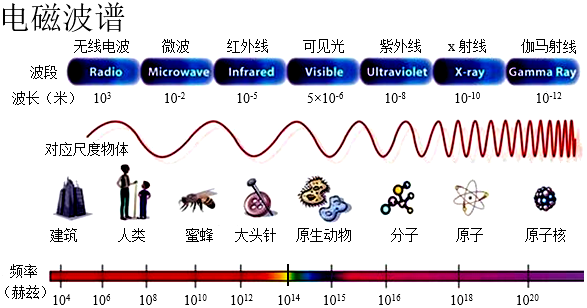 电磁波谱
无线电波 微波 红外线 可见光 紫外线 x 射线 伽马射线
波段 Radio Microwave Infrared Visible Ultraviolet X-ray Gamma Ray
波长（米） 10³ 10⁻² 10⁻⁵ 5×10⁻⁶ 10⁻⁸ 10⁻¹⁰ 10⁻¹²
对应尺度物体
建筑 人类 蜜蜂 大头针 原生动物 分子 原子 原子核
频率
（赫兹） 10⁴ 10⁶ 10⁸ 10¹⁰ 10¹² 10¹⁴ 10¹⁵ 10¹⁶ 10¹⁸ 10²⁰